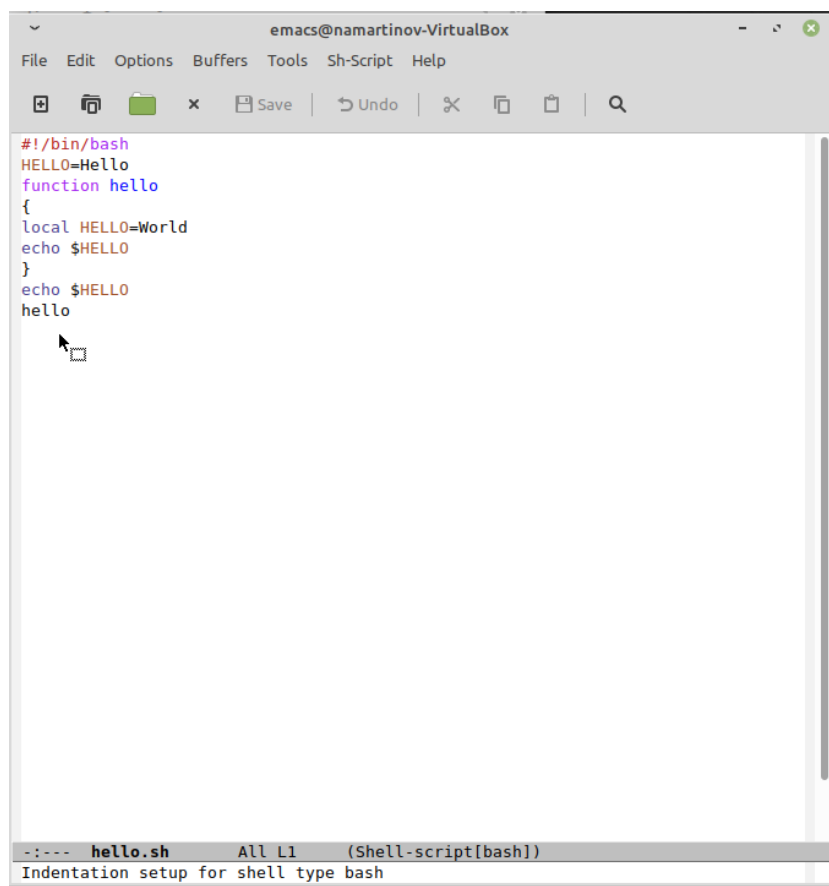 emacs@namartinov-VirtualBox
File Edit Options Buffers Tools Sh-Script Help
Save Undo
#!/bin/bash
HELLO=Hello
function hello
{
local HELLO=World
echo $HELLO
}
echo $HELLO
hello
-:--- hello.sh All L1 (Shell-script[bash])
Indentation setup for shell type bash